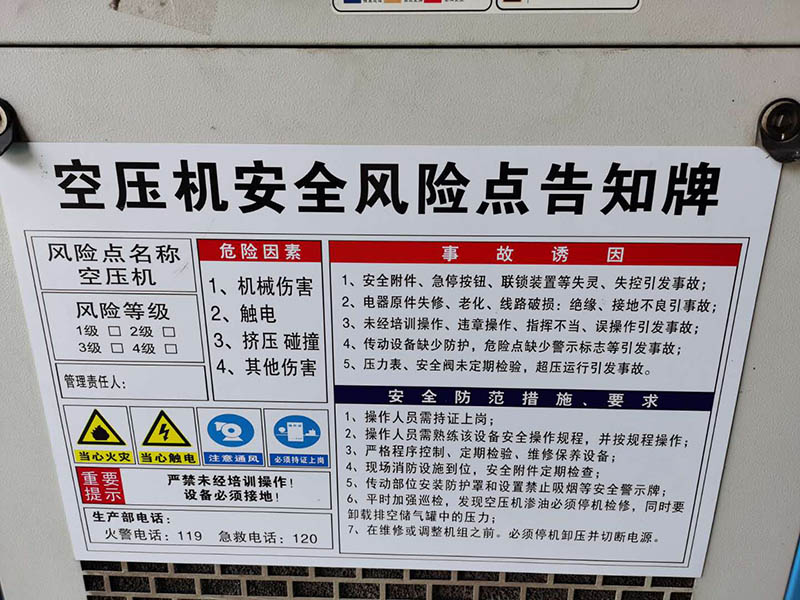 空压机安全风险点告知牌
风险点名称
空压机
风险等级
1级 □ 2级 □
3级 □ 4级 □
管理责任人:
危险因素
1、机械伤害
2、触电
3、挤压 碰撞
4、其他伤害
事故诱因
1、安全附件、急停按钮、联锁装置等失灵、失控引发事故;
2、电器原件失修、老化、线路破损:绝缘、接地不良引发事故;
3、未经培训操作、违章操作、指挥不当、误操作引发事故;
4、传动设备缺少防护,危险点缺少警示标志等引发事故;
5、压力表、安全阀未定期检验,超压运行引发事故。
安全防范措施、要求
1、操作人员需持证上岗;
2、操作人员需熟练该设备安全操作规程,并按规程操作;
3、严格程序控制、定期检验、维修保养设备;
4、现场消防设施到位,安全附件定期检查;
5、传动部位安装防护罩和设置禁止吸烟等安全警示牌;
6、平时加强巡检,发现空压机渗油必须停机检修,同时要
卸载排空储气罐中的压力;
7、在维修或调整机组之前。必须停机卸压并切断电源。
当心火灾
当心触电
注意通风
必须持证上岗
重要
提示
严禁未经培训操作!
设备必须接地!
生产部电话:
火警电话:119 急救电话:120